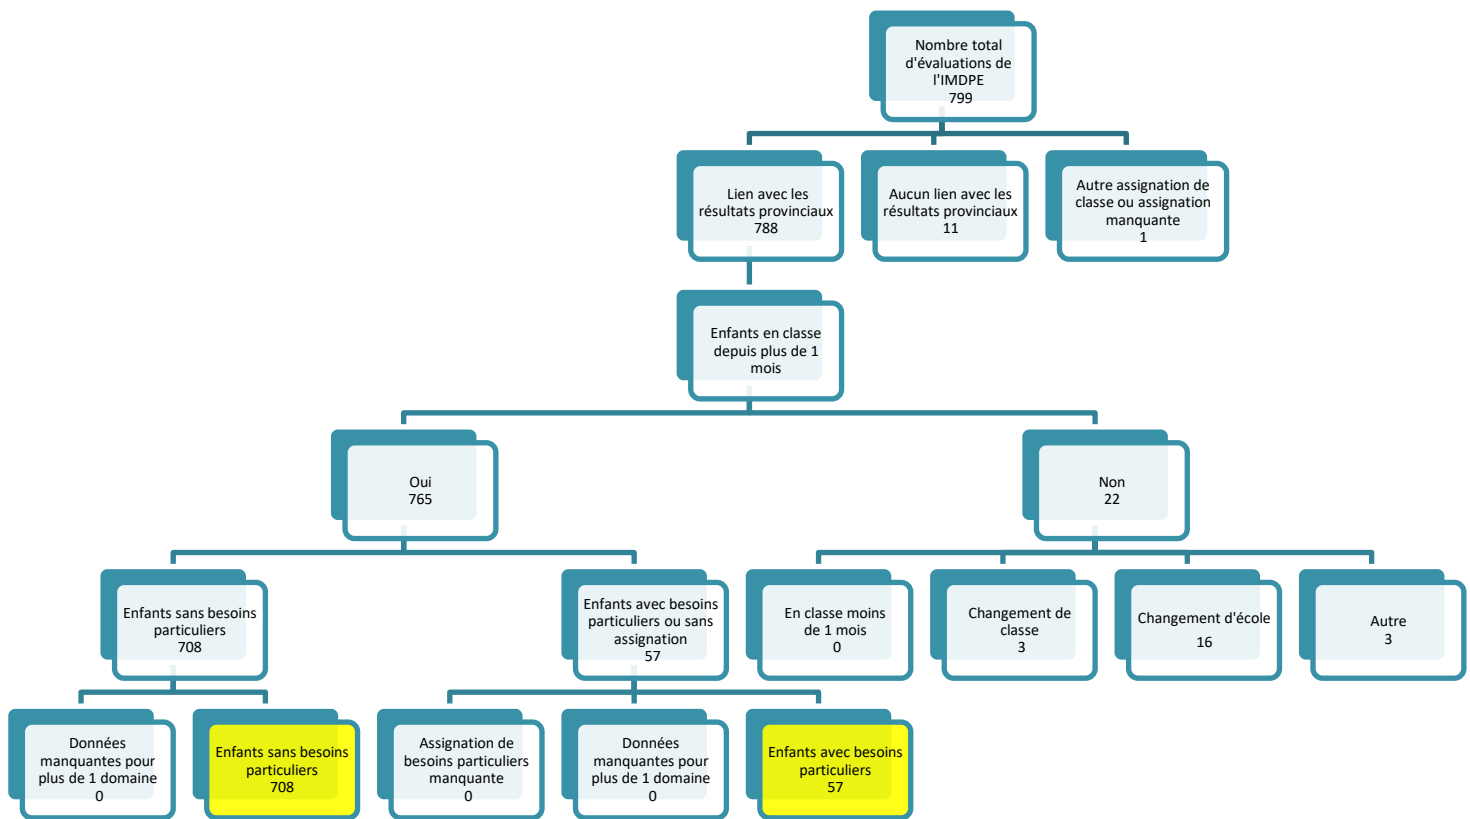 Nombre total
d'évaluations de
l'IMDPE
799
Lien avec les
résultats provinciaux
788
Aucun lien avec les
résultats provinciaux
11
Autre assignation de
classe ou assignation
manquante
1
Enfants en classe
depuis plus de 1
mois
Oui
765
Non
22
Enfants sans besoins
particuliers
708
Enfants avec besoins
particuliers ou sans
assignation
57
En classe moins
de 1 mois
0
Changement de
classe
3
Changement d'école
16
Autre
3
Données
manquantes pour
plus de 1 domaine
0
Enfants sans besoins
particuliers
708
Assignation de
besoins particuliers
manquante
0
Données
manquantes pour
plus de 1 domaine
0
Enfants avec besoins
particuliers
57